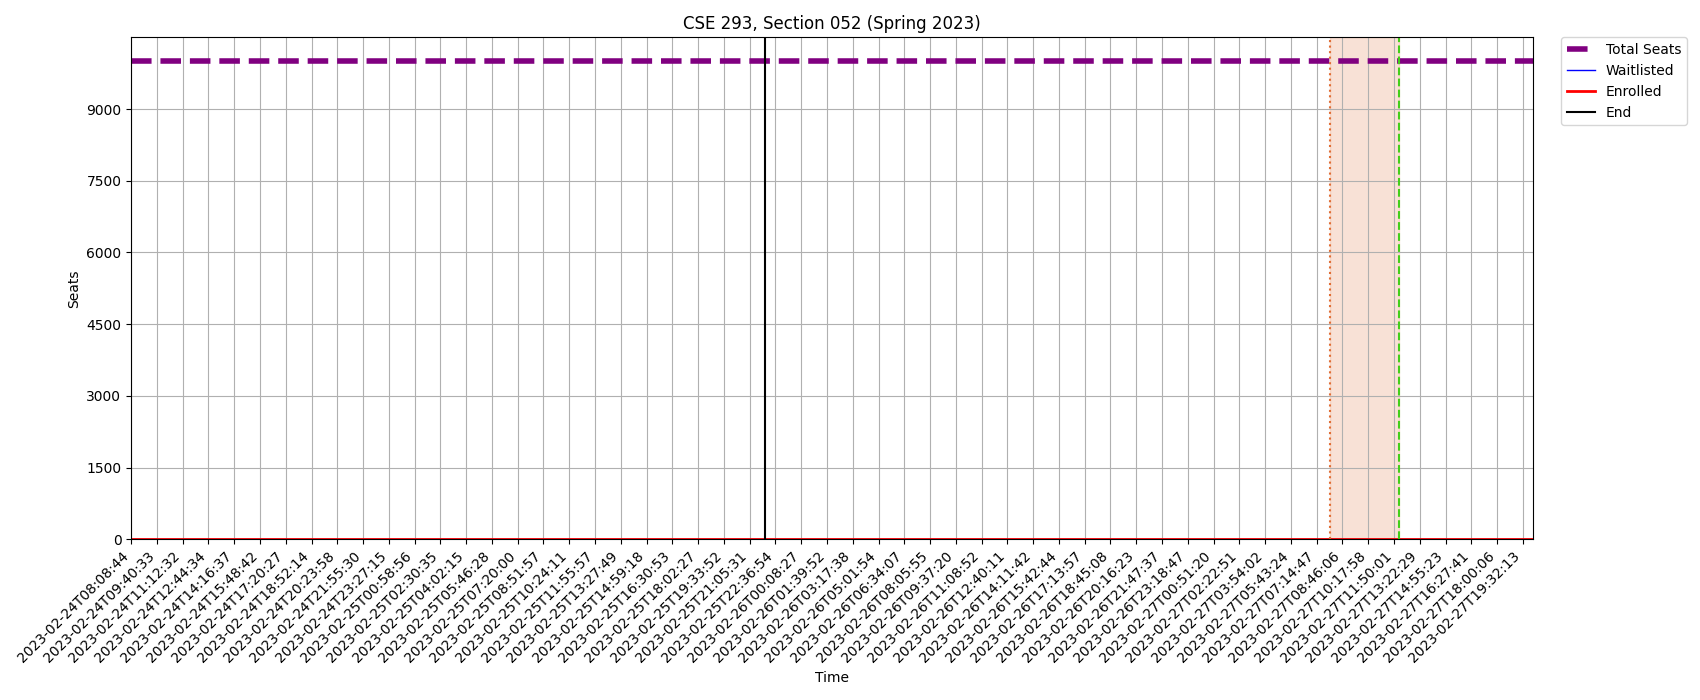 CSE 293, Section 052 (Spring 2023)
Total Seats
Waitlisted
Enrolled
End
Seats
9000
7500
6000
4500
3000
1500
0
2023-02-24T08:08:44
2023-02-24T09:40:33
2023-02-24T11:12:32
2023-02-24T12:44:34
2023-02-24T14:16:37
2023-02-24T15:48:42
2023-02-24T17:20:27
2023-02-24T18:52:14
2023-02-24T20:23:58
2023-02-24T21:55:30
2023-02-24T23:27:15
2023-02-25T00:58:56
2023-02-25T02:30:35
2023-02-25T04:02:15
2023-02-25T05:46:28
2023-02-25T07:20:00
2023-02-25T08:51:57
2023-02-25T10:24:11
2023-02-25T11:55:57
2023-02-25T13:27:49
2023-02-25T14:59:18
2023-02-25T16:30:53
2023-02-25T18:02:27
2023-02-25T19:33:52
2023-02-25T21:05:31
2023-02-25T22:36:54
2023-02-26T00:08:27
2023-02-26T01:39:52
2023-02-26T03:17:38
2023-02-26T05:01:54
2023-02-26T06:34:07
2023-02-26T08:05:55
2023-02-26T09:37:20
2023-02-26T11:08:52
2023-02-26T12:40:11
2023-02-26T14:11:42
2023-02-26T15:42:44
2023-02-26T17:13:57
2023-02-26T18:45:08
2023-02-26T20:16:23
2023-02-26T21:47:37
2023-02-26T23:18:47
2023-02-27T00:51:20
2023-02-27T02:22:51
2023-02-27T03:54:02
2023-02-27T05:43:24
2023-02-27T07:14:47
2023-02-27T08:46:06
2023-02-27T10:17:58
2023-02-27T11:50:01
2023-02-27T13:22:29
2023-02-27T14:55:23
2023-02-27T16:27:41
2023-02-27T18:00:06
2023-02-27T19:32:13
Time